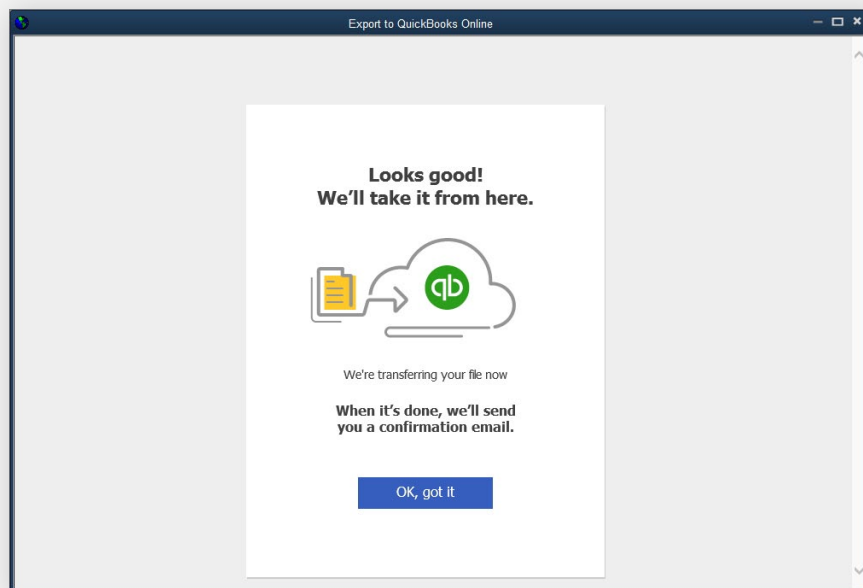 Export to QuickBooks Online
Looks good!
We'll take it from here.
qb
We're transferring your file now
When it's done, we'll send
you a confirmation email.
OK, got it